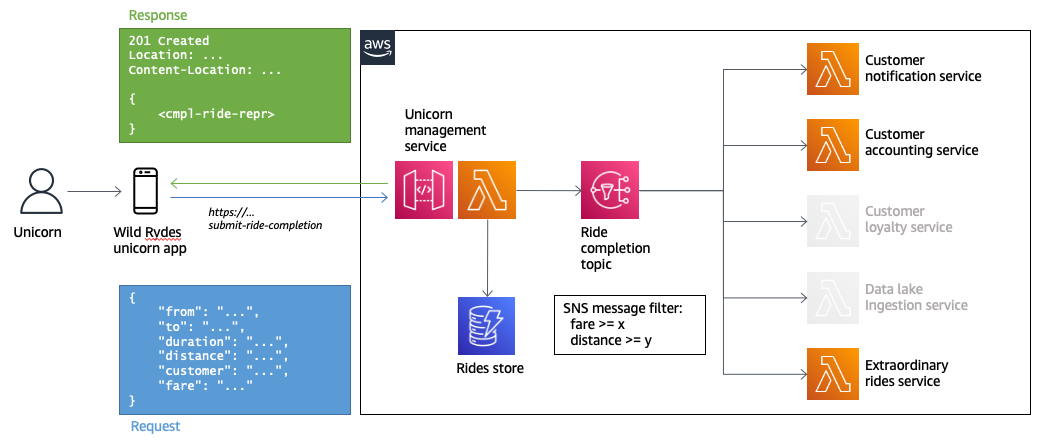 Response
201 Created
Location: ...
Content-Location: ...
{
<cmpl-ride-repr>
}
aws
Unicorn
management
service
Customer
notification service
Customer
accounting service
Unicorn
Wild Rydes
unicorn app
https://...
submit-ride-completion
Ride
completion
topic
Customer
loyalty service
Data lake
Ingestion service
{
"from": "...",
"to": "...",
"duration": "...",
"distance": "...",
"customer": "...",
"fare": "..."
}
Request
Rides store
SNS message filter:
fare >= x
distance >= y
Extraordinary
rides service